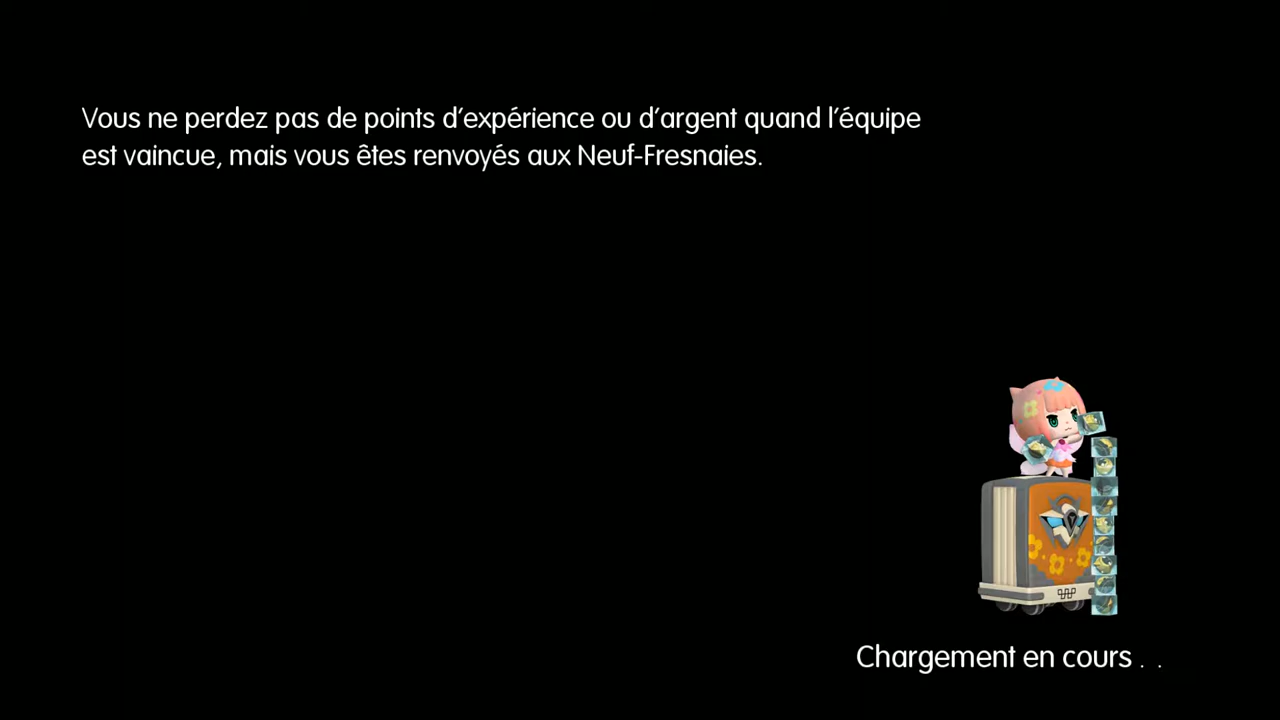 Vous ne perdez pas de points d’expérience ou d’argent quand l’équipe
est vaincue, mais vous êtes renvoyés aux Neuf-Fresnaies.
Chargement en cours . .